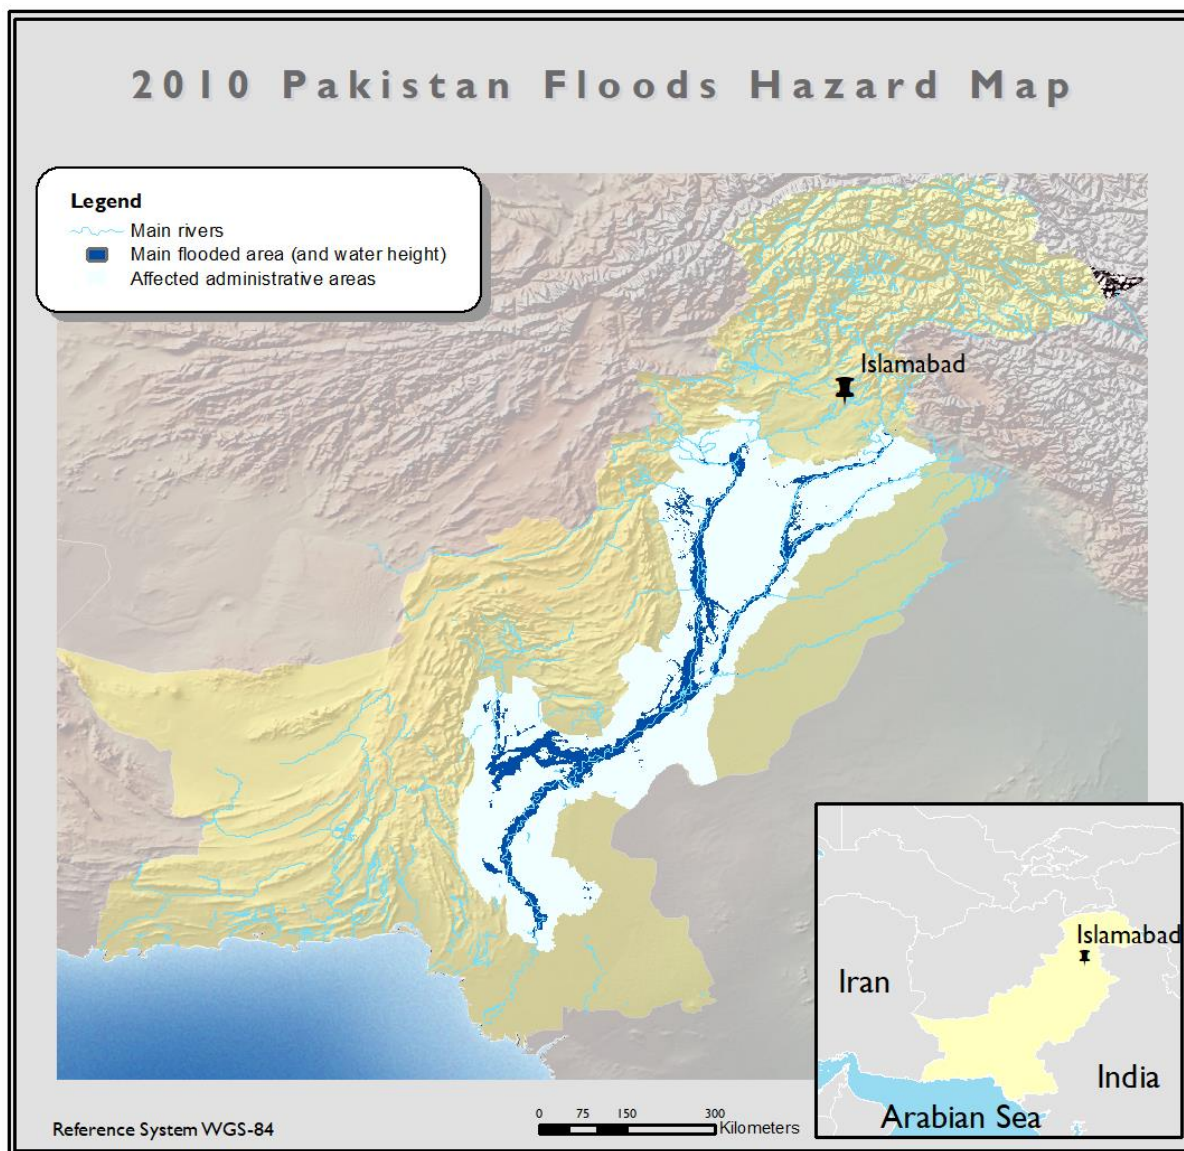 2010 Pakistan Floods Hazard Map
Legend
Main rivers
Main flooded area (and water height)
Affected administrative areas
Islamabad
Islamabad
Iran
India
Arabian Sea
0 75 150 300
Kilometers
Reference System WGS-84